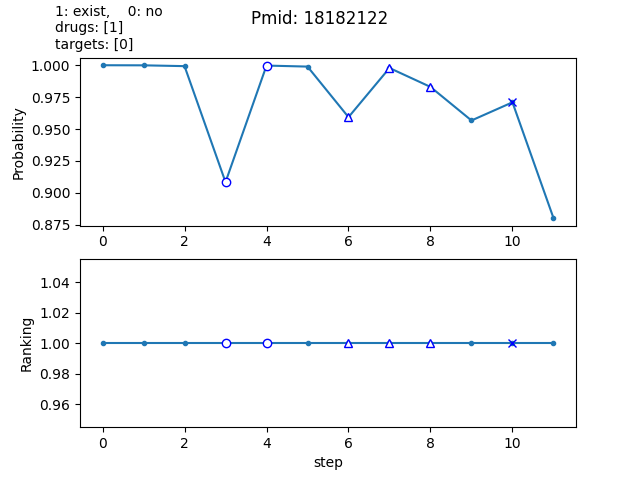 1: exist,    0: no
drugs: [1]
targets: [0]
Pmid: 18182122
1.000
0.975
0.950
0.925
0.900
0.875
Probability
0 2 4 6 8 10
1.04
1.02
1.00
0.98
0.96
Ranking
0 2 4 6 8 10
step